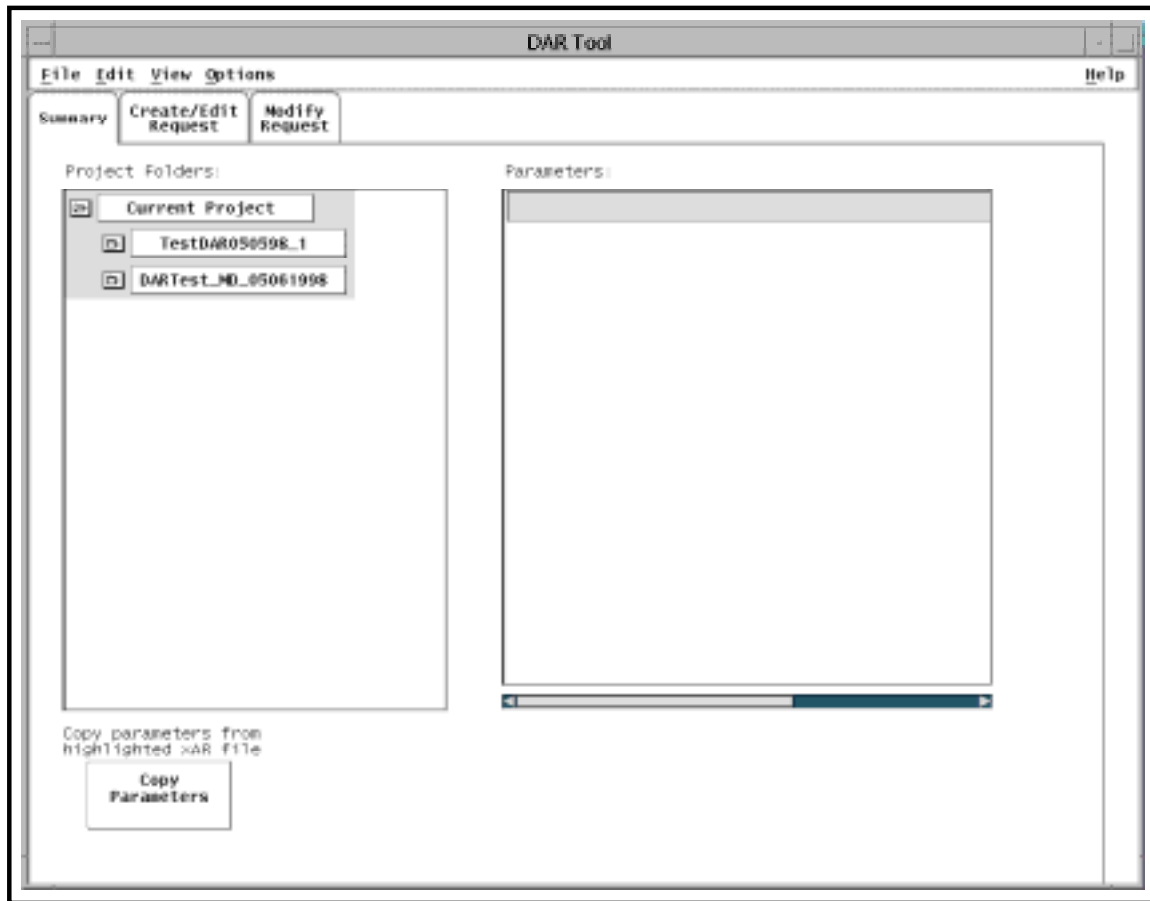 DAR Tool
File Edit View Options Help
Summary
Create/Edit
Request
Modify
Request
Project Folders:
Parameters:
Current Project
TestDAR050598_1
DARTest_MD_05061998
Copy parameters from
highlighted xAR file
Copy
Parameters